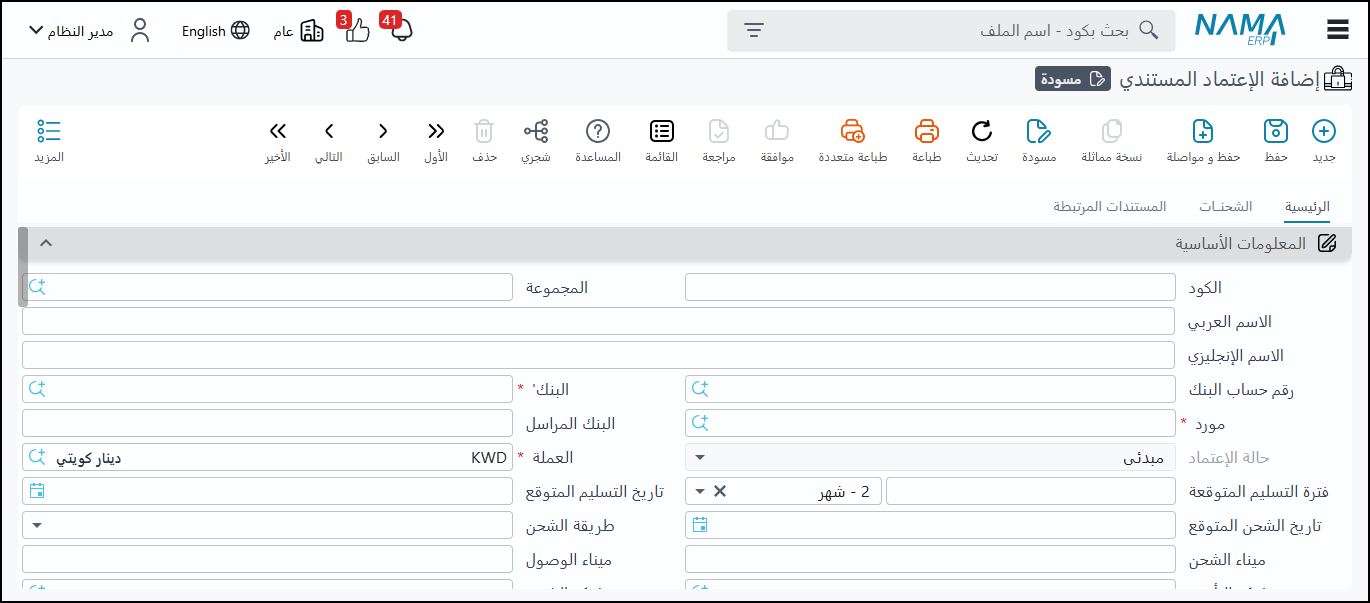 NAMA ERP
بحث بكود - اسم الملف
41
3
عام
English
مدير النظام
إضافة الإعتماد المستندي
مسودة
جديد
حفظ
حفظ و مواصلة
نسخة مماثلة
مسودة
تحديث
طباعة
طباعة متعددة
موافقة
مراجعة
القائمة
المساعدة
شجري
حذف
الأول
السابق
التالي
الأخير
المزيد
الرئيسية
الشحنات
المستندات المرتبطة
المعلومات الأساسية
الكود
المجموعة
الاسم العربي
الاسم الإنجليزي
رقم حساب البنك
البنك' *
مورد *
البنك المراسل
حالة الإعتماد
مبدئى
العملة *
KWD
دينار كويتي
فترة التسليم المتوقعة
2 - شهر
تاريخ التسليم المتوقع
تاريخ الشحن المتوقع
طريقة الشحن
ميناء الشحن
ميناء الوصول